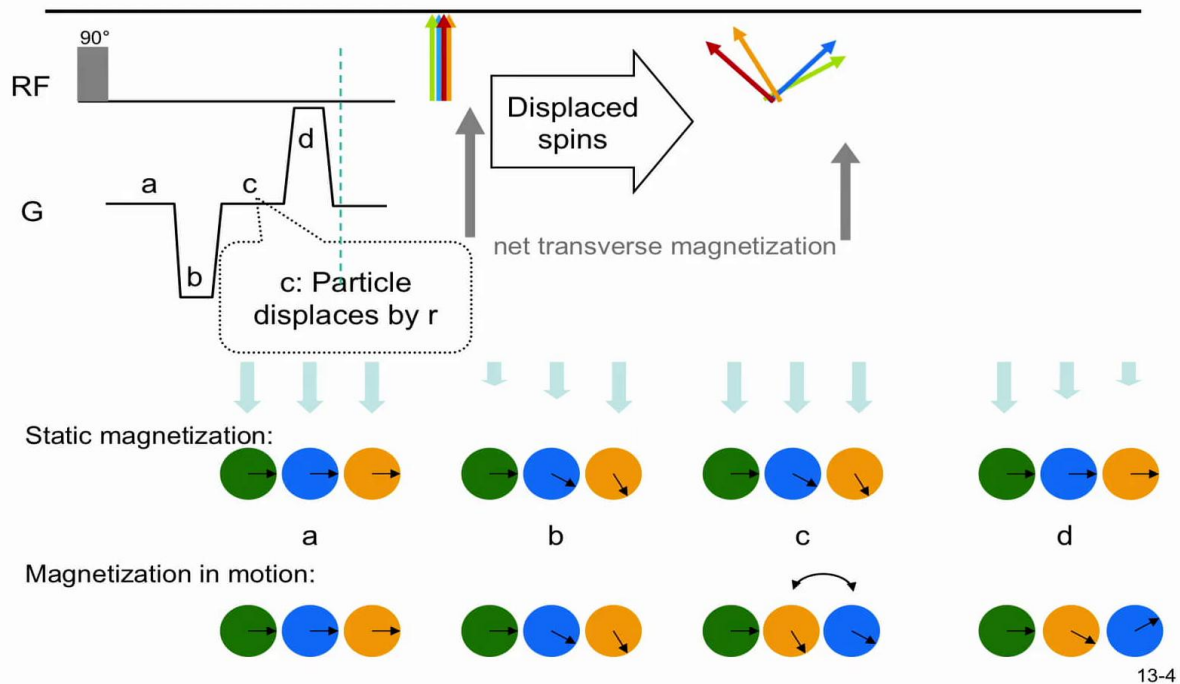 90°
RF
a
d
c
G
b
c: Particle
displaces by r
Displaced
spins
net transverse magnetization
Static magnetization:
a b c d
Magnetization in motion:
13-4